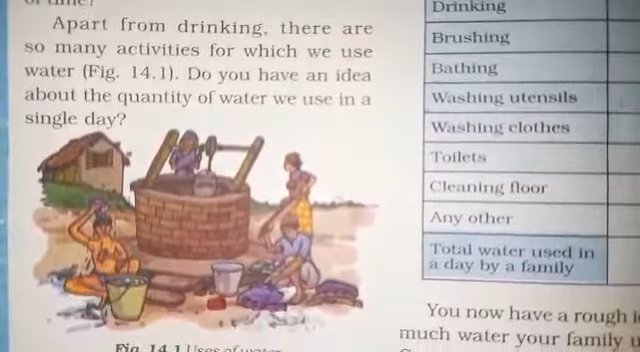 Apart from drinking, there are
so many activities for which we use
water (Fig. 14.1). Do you have an idea
about the quantity of water we use in a
single day?
Fig. 14.1 Uses of water
Drinking
Brushing
Bathing
Washing utensils
Washing clothes
Toilets
Cleaning floor
Any other
Total water used in
a day by a family
You now have a rough
much water your family